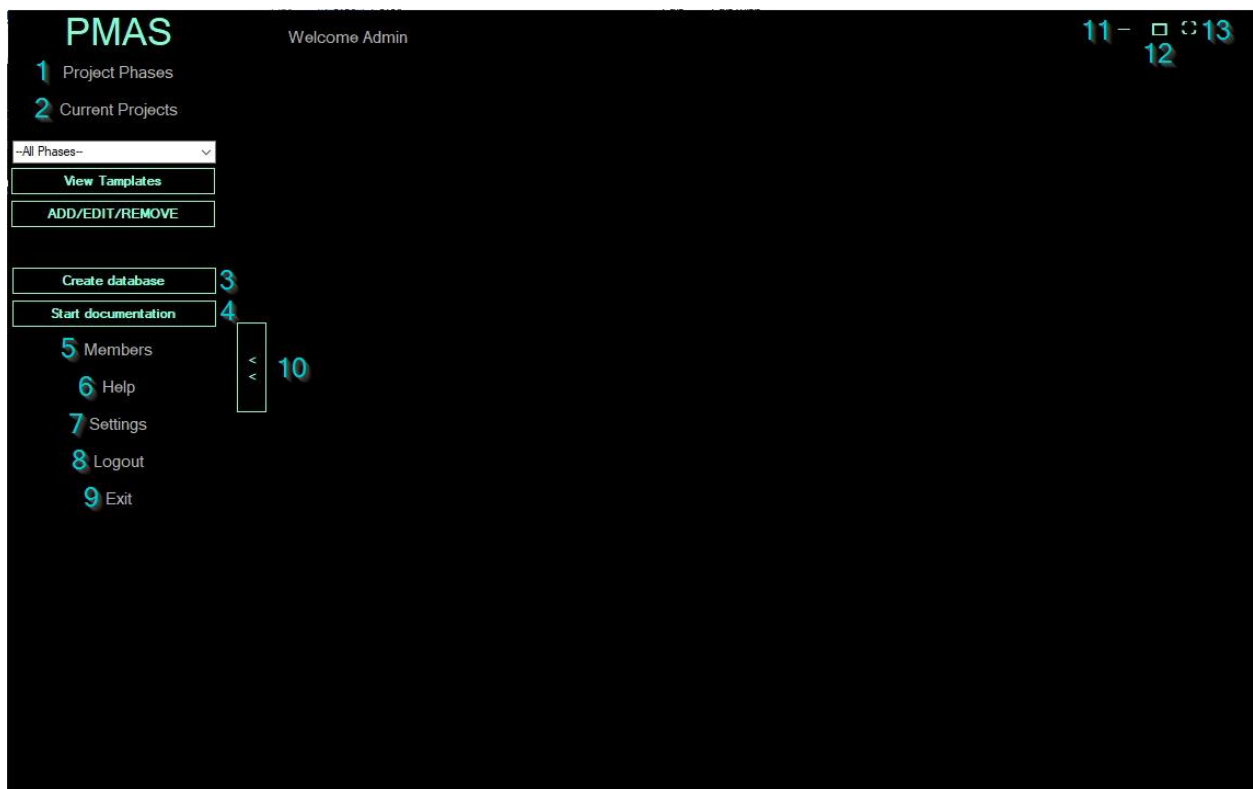 PMAS
Welcome Admin
11 –
12
13
1 Project Phases
2 Current Projects
--All Phases--
View Tamplates
ADD/EDIT/REMOVE
Create database 3
Start documentation 4
5 Members
<
< 10
6 Help
7 Settings
8 Logout
9 Exit